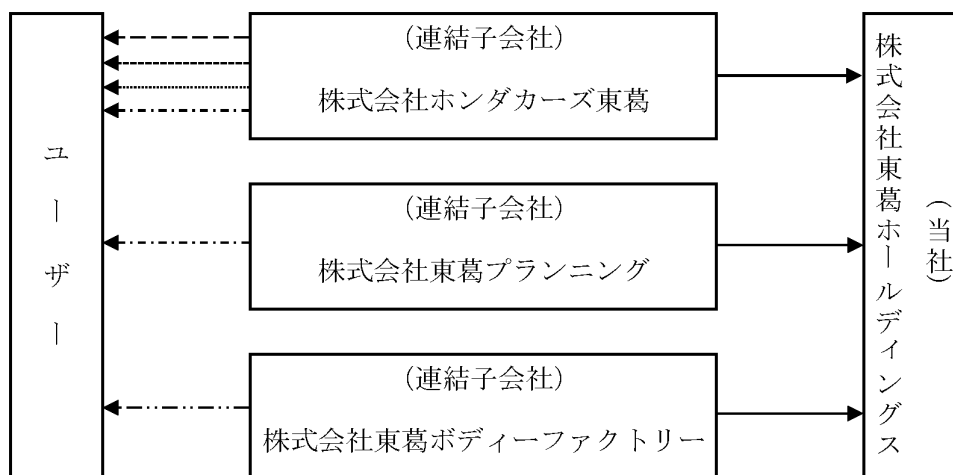 ユーザー
(連結子会社)
株式会社ホンダカーズ東葛
(連結子会社)
株式会社東葛プランニング
(連結子会社)
株式会社東葛ボディーファクトリー
(当社)
株式会社東葛ホールディングス